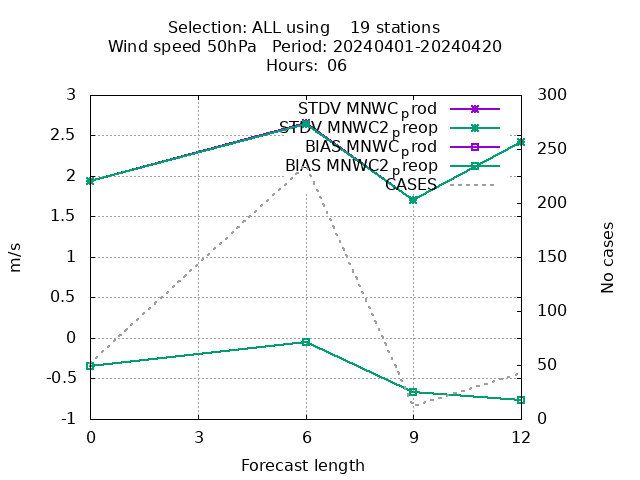 Selection: ALL using    19 stations
Wind speed 50hPa   Period: 20240401-20240420
Hours: 06
3
2.5
2
1.5
1
0.5
0
-0.5
-1
300
250
200
150
100
50
0
STDV MNWC_prod
STDV MNWC2_preop
BIAS MNWC_prod
BIAS MNWC2_preop
CASES
m/s
No cases
0 3 6 9 12
Forecast length